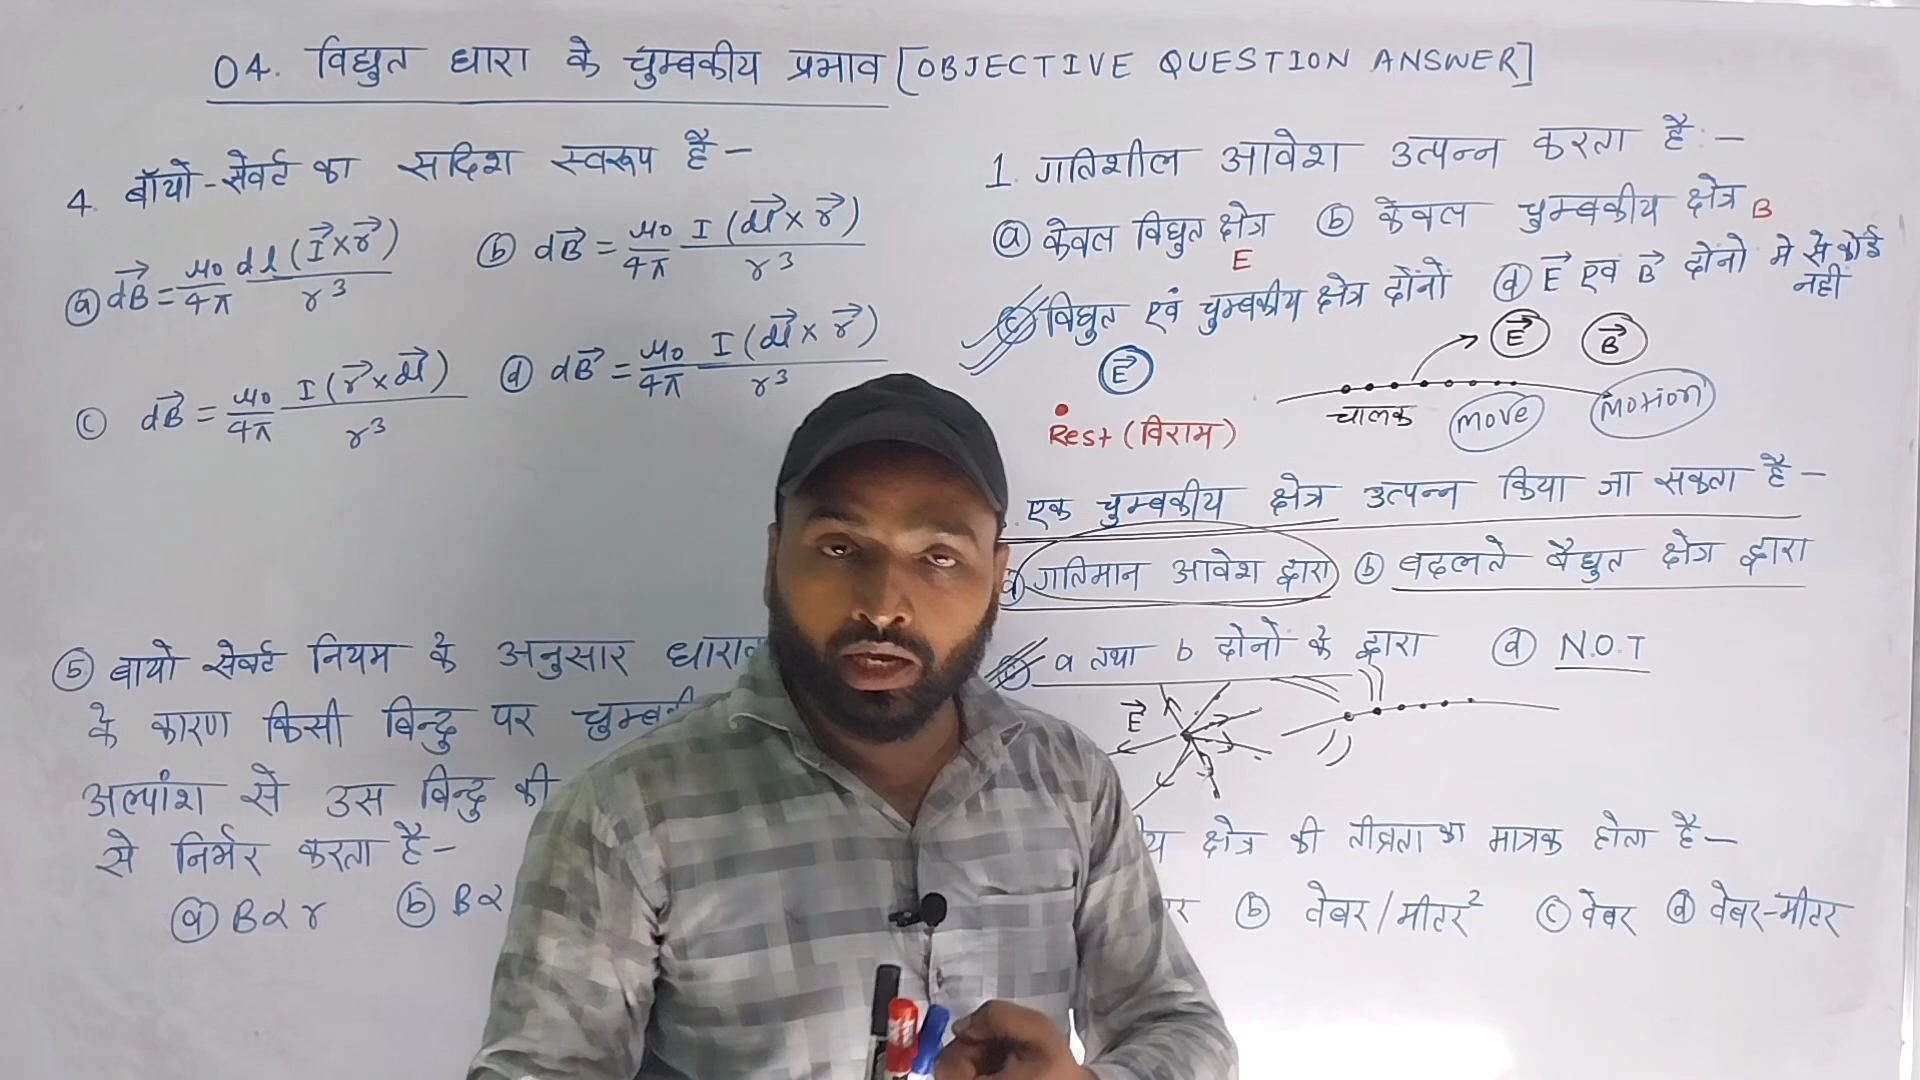 04. विद्युत धारा के चुम्बकीय प्रभाव [OBJECTIVE QUESTION ANSWER]
4. बॉयो-सेवर्ट का सदिश स्वरूप है -
ⓐ dB⃗ = μ₀/4π dl(I⃗×r⃗)/r³ ⓑ dB⃗ = μ₀/4π I(dl⃗×r⃗)/r³
ⓒ dB⃗ = μ₀/4π I(r⃗×dl⃗)/r³ ⓓ dB⃗ = μ₀/4π I(dl⃗×r⃗)/r³
⑤ बायो सेवर्ट नियम के अनुसार
के कारण किसी बिन्दु पर
अल्पांश से उस बिन्दु की
से निर्भर करता है-
ⓐ B∝r ⓑ B∝
1. गतिशील आवेश उत्पन्न करता है:-
ⓐ केवल विद्युत क्षेत्र ⓑ केवल चुम्बकीय क्षेत्र B
E
ⓒ विद्युत एवं चुम्बकीय क्षेत्र दोनों ⓓ E⃗ एवं B⃗ दोनो मे से कोई
नहीं
E⃗ E⃗ B⃗
Rest (विराम) चालक move motion
एक चुम्बकीय क्षेत्र उत्पन्न किया जा सकता है-
गतिमान आवेश द्वारा ⓑ बदलते वैद्युत क्षेत्र द्वारा
ⓒ a तथा b दोनों के द्वारा ⓓ N.O.T
E⃗
क्षेत्र की तीव्रता का मात्रक होता है-
ⓑ वेबर/मीटर² ⓒ वेबर ⓓ वेबर-मीटर